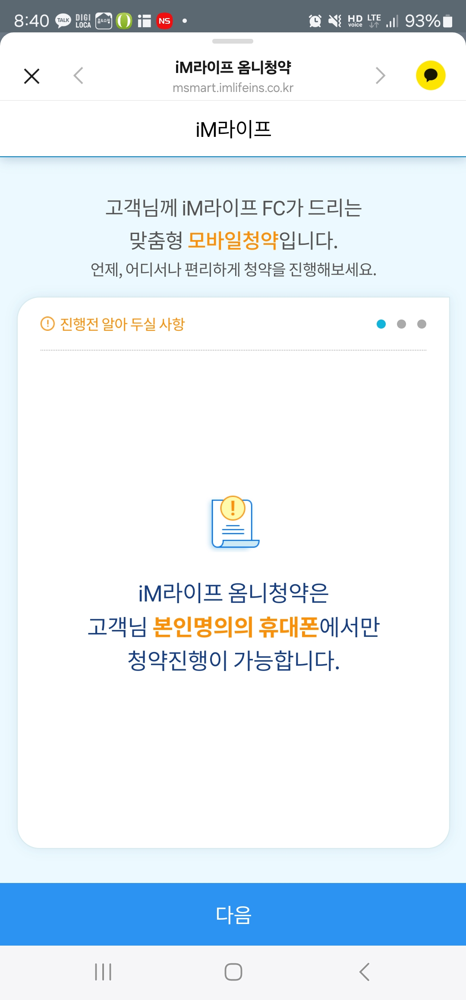 8:40 TALK DIGI LOCA 홈&쇼핑 NS HD voice LTE 93%
iM라이프 옴니청약
msmart.imlifeins.co.kr
iM라이프
고객님께 iM라이프 FC가 드리는
맞춤형 모바일청약입니다.
언제, 어디서나 편리하게 청약을 진행해보세요.
진행전 알아 두실 사항
iM라이프 옴니청약은
고객님 본인명의의 휴대폰에서만
청약진행이 가능합니다.
다음